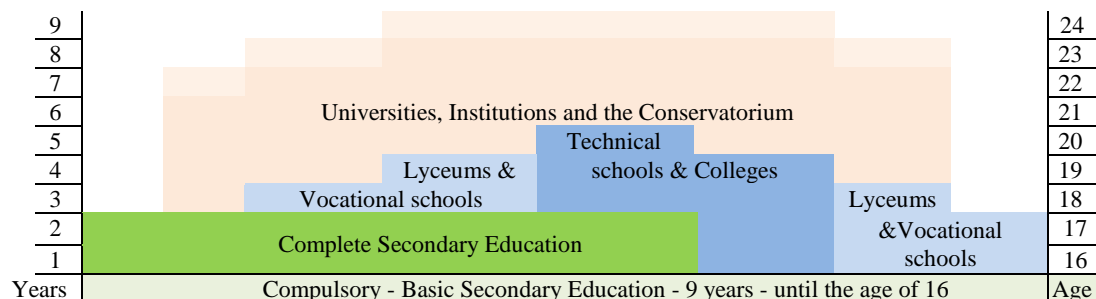 9 24
8 23
7 22
6 Universities, Institutions and the Conservatorium 21
5 Technical 20
4 Lyceums & schools & Colleges 19
3 Vocational schools Lyceums 18
2 &Vocational 17
Complete Secondary Education
1 schools 16
Years Compulsory - Basic Secondary Education - 9 years - until the age of 16 Age